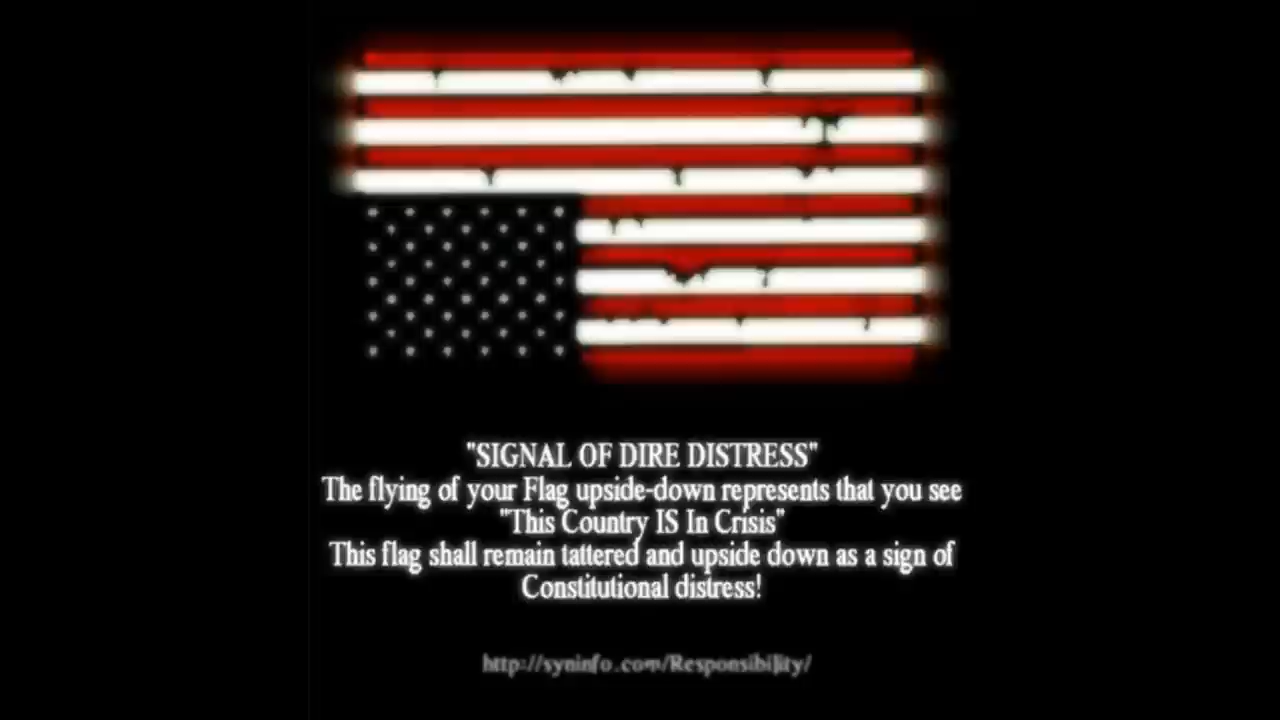 "SIGNAL OF DIRE DISTRESS"
The flying of your Flag upside-down represents that you see
"This Country IS In Crisis"
This flag shall remain tattered and upside down as a sign of
Constitutional distress!
http://syninfo.com/Responsibility/